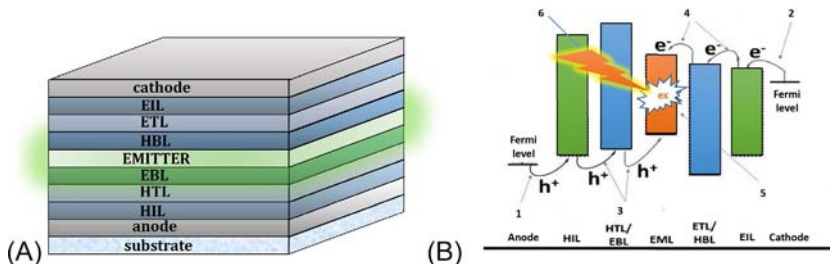 cathode
EIL
ETL
HBL
EMITTER
EBL
HTL
HIL
anode
substrate
(A)
(B)
6
4
2
e⁻
e⁻
e⁻
ex
Fermi
level
Fermi
level
h⁺
h⁺
h⁺
1
3
5
Anode
HIL
HTL/
EBL
EML
ETL/
HBL
EIL
Cathode